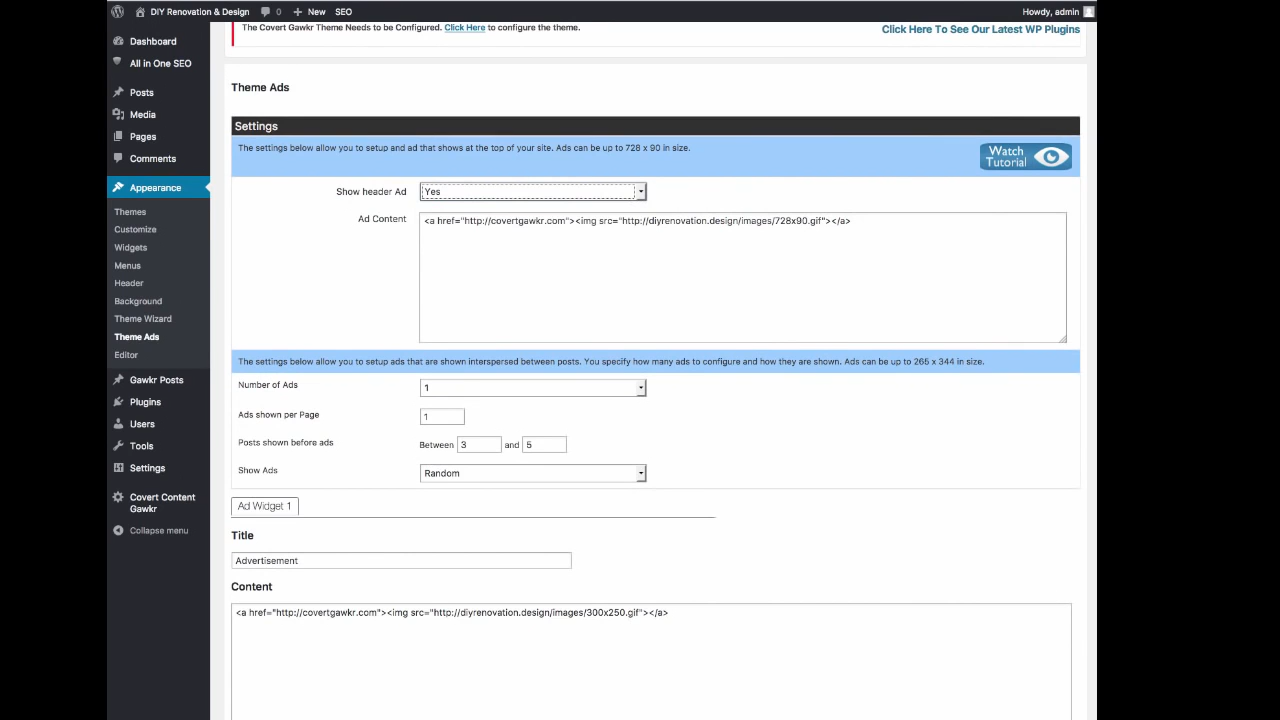 DIY Renovation & Design 0 New SEO Howdy, admin
The Covert Gawkr Theme Needs to be Configured. Click Here to configure the theme.
Click Here To See Our Latest WP Plugins
Dashboard
All in One SEO
Posts
Media
Pages
Comments
Appearance
Themes
Customize
Widgets
Menus
Header
Background
Theme Wizard
Theme Ads
Editor
Gawkr Posts
Plugins
Users
Tools
Settings
Covert Content
Gawkr
Collapse menu
Theme Ads
Settings
The settings below allow you to setup and ad that shows at the top of your site. Ads can be up to 728 x 90 in size.
Watch
Tutorial
Show header Ad Yes
Ad Content <a href="http://covertgawkr.com"><img src="http://diyrenovation.design/images/728x90.gif"></a>
The settings below allow you to setup ads that are shown interspersed between posts. You specify how many ads to configure and how they are shown. Ads can be up to 265 x 344 in size.
Number of Ads 1
Ads shown per Page 1
Posts shown before ads Between 3 and 5
Show Ads Random
Ad Widget 1
Title
Advertisement
Content
<a href="http://covertgawkr.com"><img src="http://diyrenovation.design/images/300x250.gif"></a>